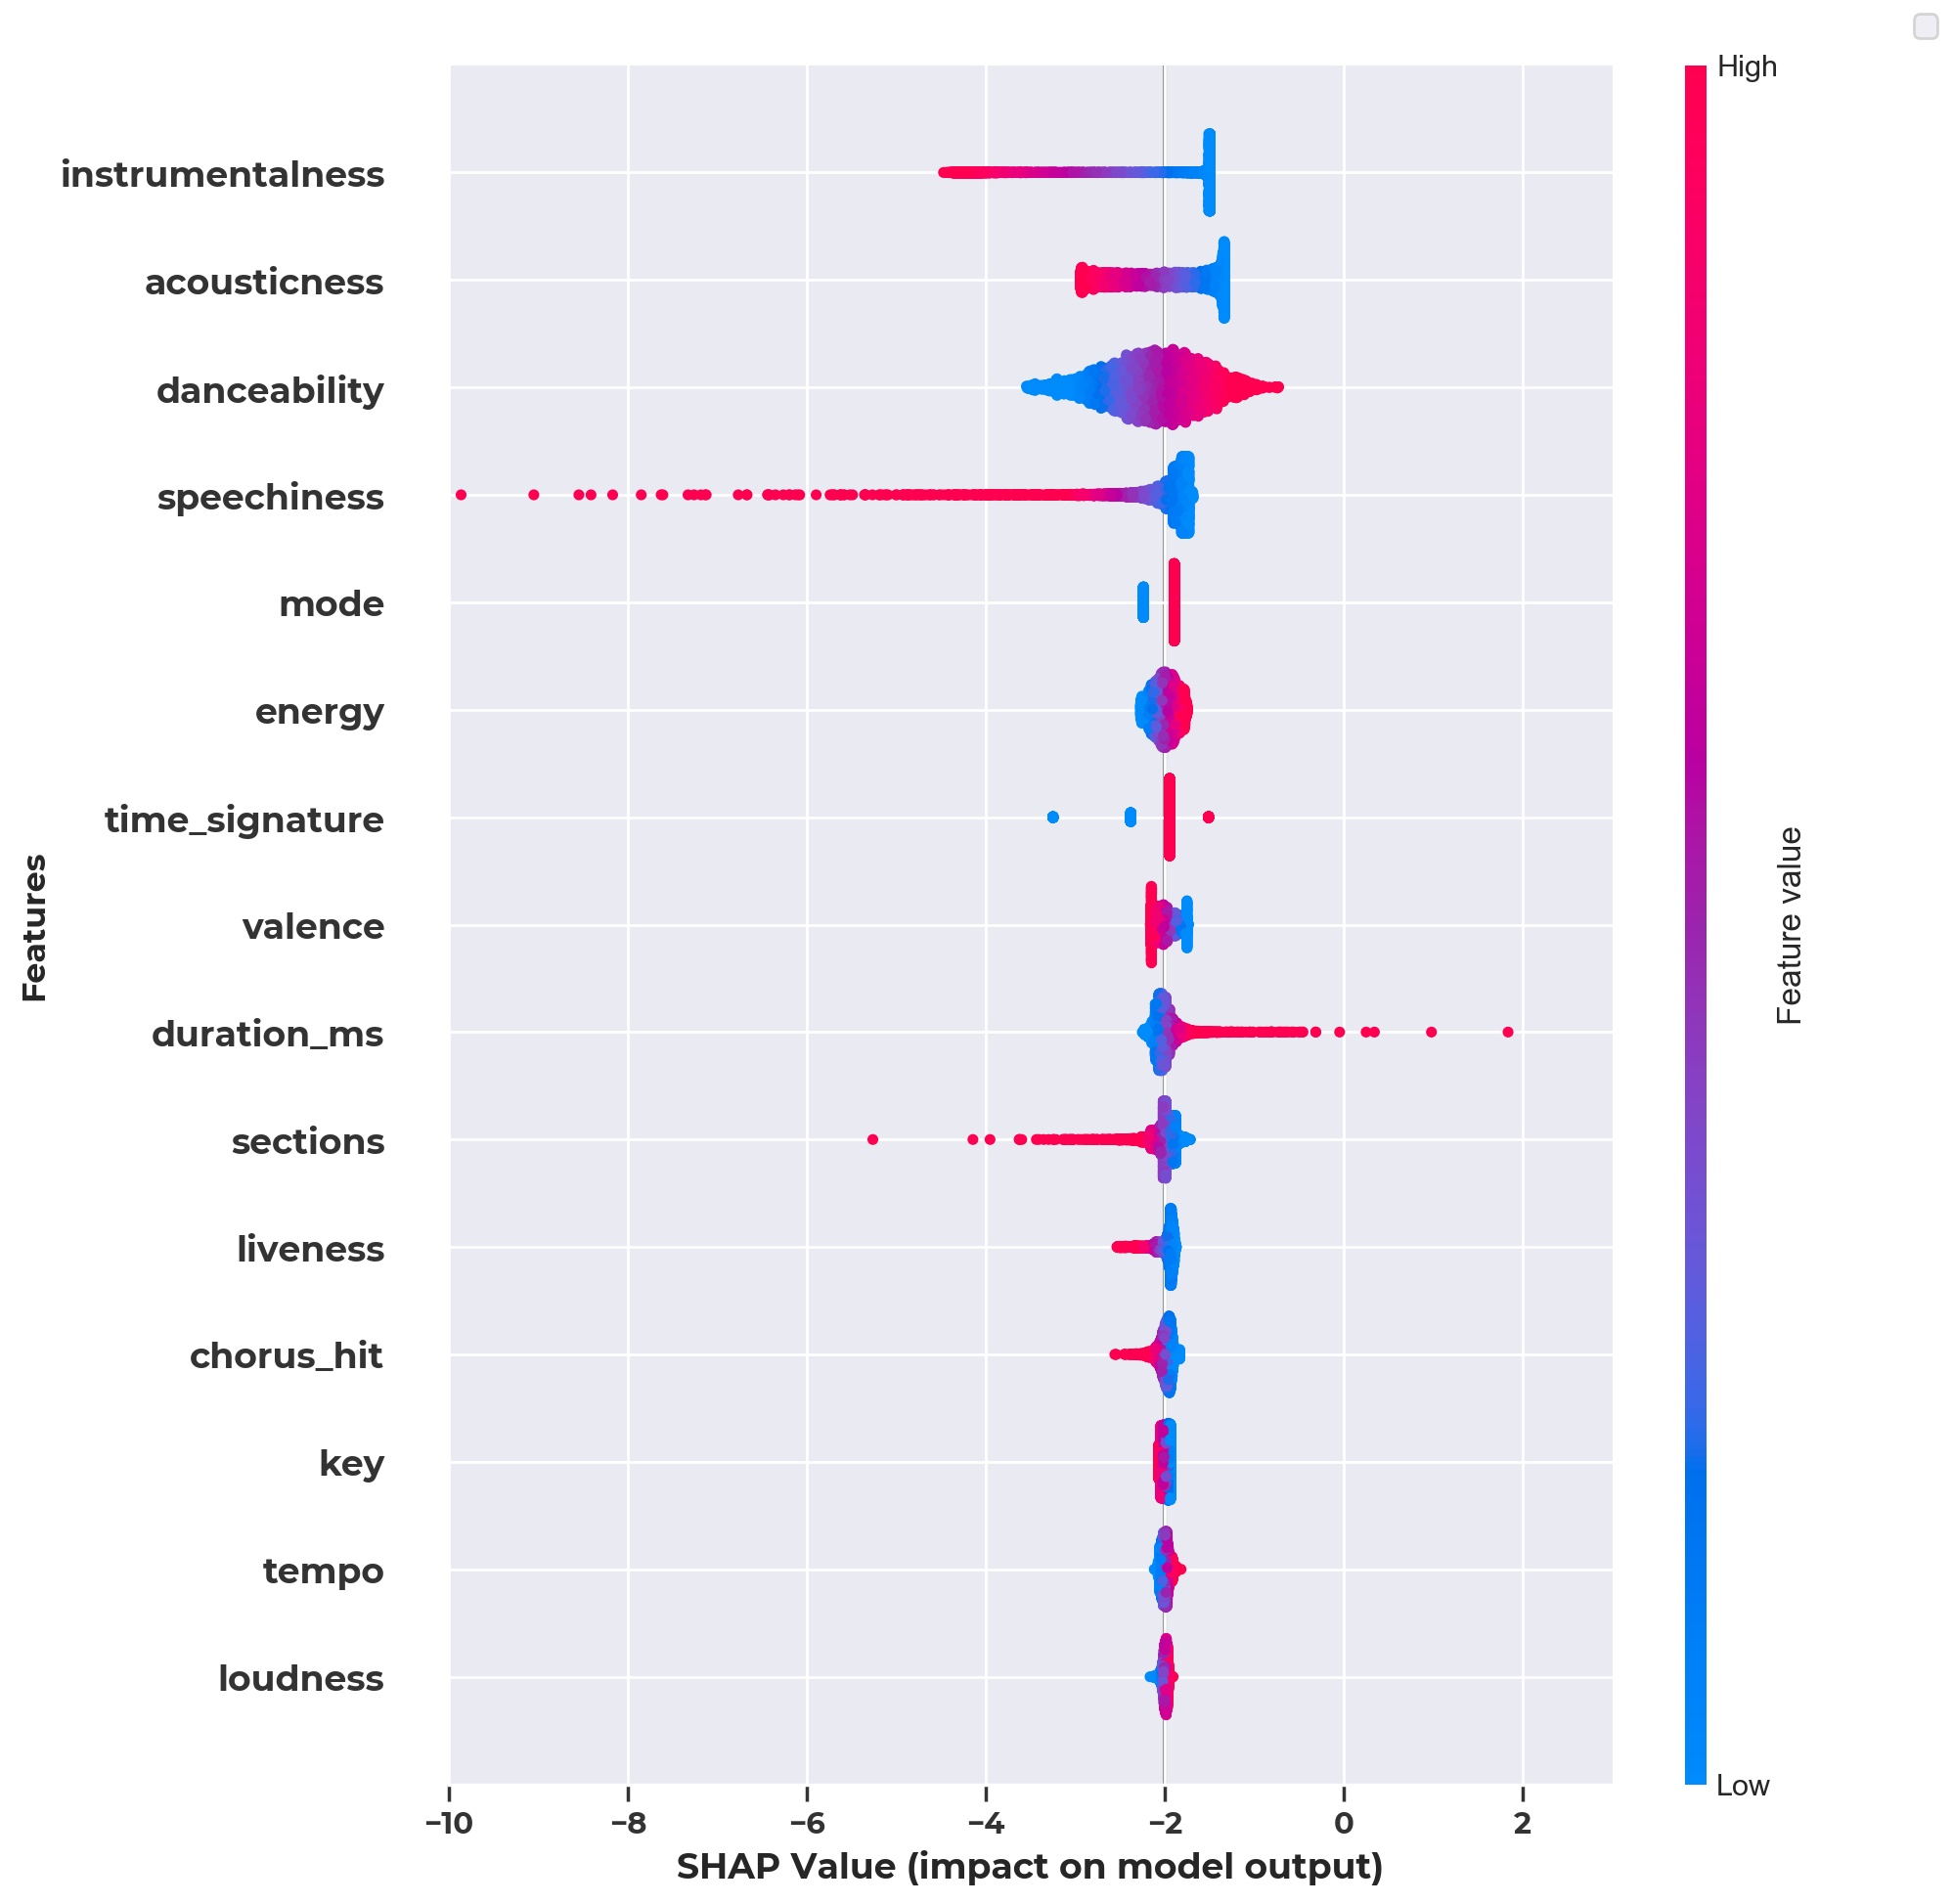 High
instrumentalness
acousticness
danceability
speechiness
mode
energy
time_signature
valence
duration_ms
sections
liveness
chorus_hit
key
tempo
loudness
Features
Feature value
Low
−10 −8 −6 −4 −2 0 2
SHAP Value (impact on model output)